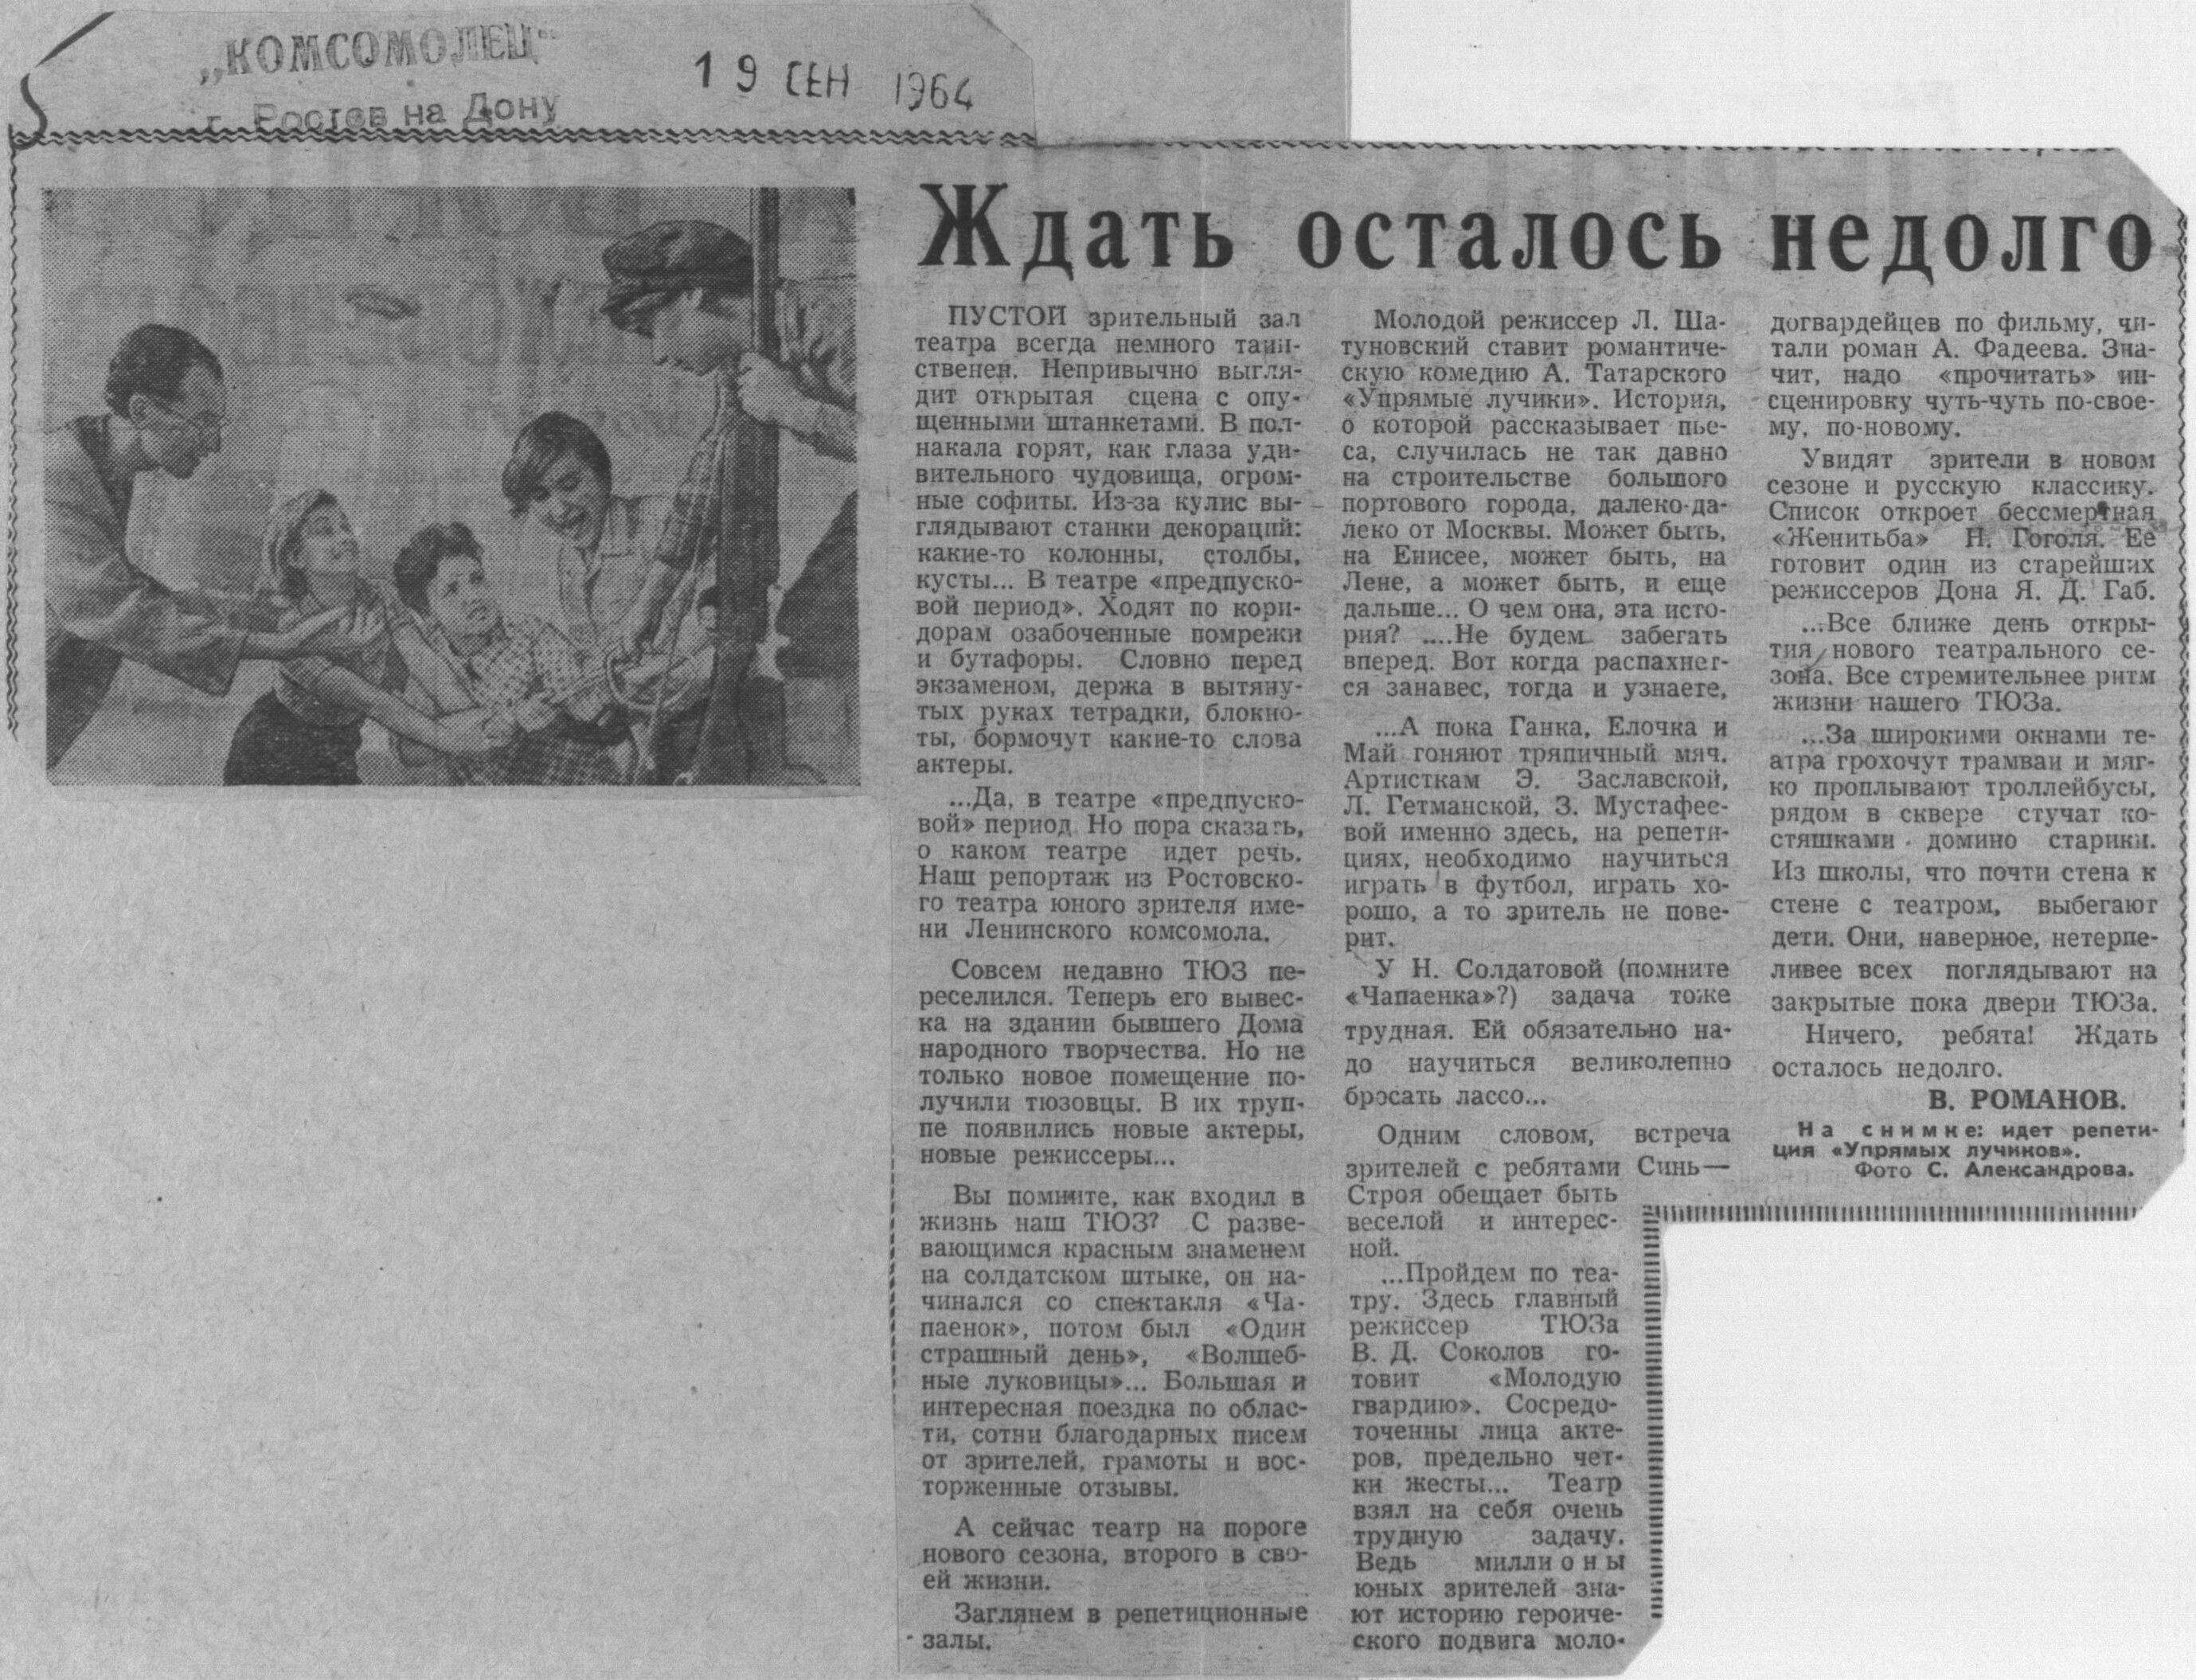 „КОМСОМОЛЕЦ"
г. Ростов на Дону
19 СЕН 1964
Ждать осталось недолго
ПУСТОЙ зрительный зал
театра всегда немного таин-
ственен. Непривычно выгля-
дит открытая сцена с опу-
щенными штанкетами. В пол-
накала горят, как глаза уди-
вительного чудовища, огром-
ные софиты. Из-за кулис вы-
глядывают станки декораций:
какие-то колонны, столбы,
кусты... В театре «предпуско-
вой период». Ходят по кори-
дорам озабоченные помрежи
и бутафоры. Словно перед
экзаменом, держа в вытяну-
тых руках тетрадки, блокно-
ты, бормочут какие-то слова
актеры.
...Да, в театре «предпуско-
вой» период. Но пора сказать,
о каком театре идет речь.
Наш репортаж из Ростовско-
го театра юного зрителя име-
ни Ленинского комсомола.
Совсем недавно ТЮЗ пе-
реселился. Теперь его вывес-
ка на здании бывшего Дома
народного творчества. Но не
только новое помещение по-
лучили тюзовцы. В их труп-
пе появились новые актеры,
новые режиссеры...
Вы помните, как входил в
жизнь наш ТЮЗ? С разве-
вающимся красным знаменем
на солдатском штыке, он на-
чинался со спектакля «Ча-
паенок», потом был «Один
страшный день», «Волшеб-
ные луковицы»... Большая и
интересная поездка по облас-
ти, сотни благодарных писем
от зрителей, грамоты и вос-
торженные отзывы.
А сейчас театр на пороге
нового сезона, второго в сво-
ей жизни.
Заглянем в репетиционные
залы.
Молодой режиссер Л. Ша-
туновский ставит романтиче-
скую комедию А. Татарского
«Упрямые лучики». История,
о которой рассказывает пье-
са, случилась не так давно
на строительстве большого
портового города, далеко-да-
леко от Москвы. Может быть,
на Енисее, может быть, на
Лене, а может быть, и еще
дальше... О чем она, эта исто-
рия? ....Не будем забегать
вперед. Вот когда распахнет-
ся занавес, тогда и узнаете,
...А пока Ганка, Елочка и
Май гоняют тряпичный мяч.
Артисткам Э. Заславской,
Л. Гетманской, З. Мустафее-
вой именно здесь, на репети-
циях, необходимо научиться
играть в футбол, играть хо-
рошо, а то зритель не пове-
рит.
У Н. Солдатовой (помните
«Чапаенка»?) задача тоже
трудная. Ей обязательно на-
до научиться великолепно
бросать лассо...
Одним словом, встреча
зрителей с ребятами Синь—
Строя обещает быть
веселой и интерес-
ной.
...Пройдем по теа-
тру. Здесь главный
режиссер ТЮЗа
В. Д. Соколов го-
товит «Молодую
гвардию». Сосредо-
точенны лица акте-
ров, предельно чет-
ки жесты... Театр
взял на себя очень
трудную задачу.
Ведь миллионы
юных зрителей зна-
ют историю героиче-
ского подвига моло-
догвардейцев по фильму, чи-
тали роман А. Фадеева. Зна-
чит, надо «прочитать» ин-
сценировку чуть-чуть по-свое-
му, по-новому.
Увидят зрители в новом
сезоне и русскую классику.
Список откроет бессмертная
«Женитьба» Н. Гоголя. Ее
готовит один из старейших
режиссеров Дона Я. Д. Габ.
...Все ближе день откры-
тия нового театрального се-
зона. Все стремительнее ритм
жизни нашего ТЮЗа.
...За широкими окнами те-
атра грохочут трамваи и мяг-
ко проплывают троллейбусы,
рядом в сквере стучат ко-
стяшками домино старики.
Из школы, что почти стена к
стене с театром, выбегают
дети. Они, наверное, нетерпе-
ливее всех поглядывают на
закрытые пока двери ТЮЗа.
Ничего, ребята! Ждать
осталось недолго.
В. РОМАНОВ.
На снимке: идет репети-
ция «Упрямых лучиков».
Фото С. Александрова.